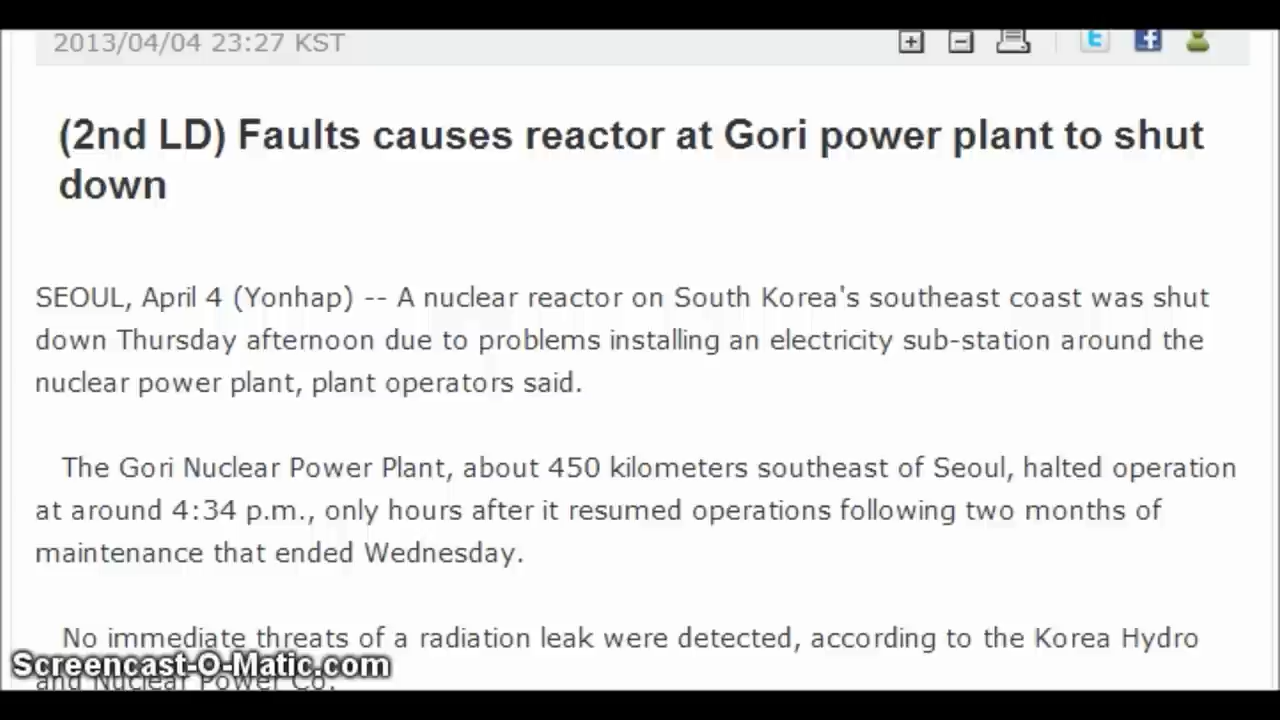 2013/04/04 23:27 KST
(2nd LD) Faults causes reactor at Gori power plant to shut
down
SEOUL, April 4 (Yonhap) -- A nuclear reactor on South Korea's southeast coast was shut
down Thursday afternoon due to problems installing an electricity sub-station around the
nuclear power plant, plant operators said.
The Gori Nuclear Power Plant, about 450 kilometers southeast of Seoul, halted operation
at around 4:34 p.m., only hours after it resumed operations following two months of
maintenance that ended Wednesday.
No immediate threats of a radiation leak were detected, according to the Korea Hydro
Screencast-O-Matic.com
and Nuclear Power Co.